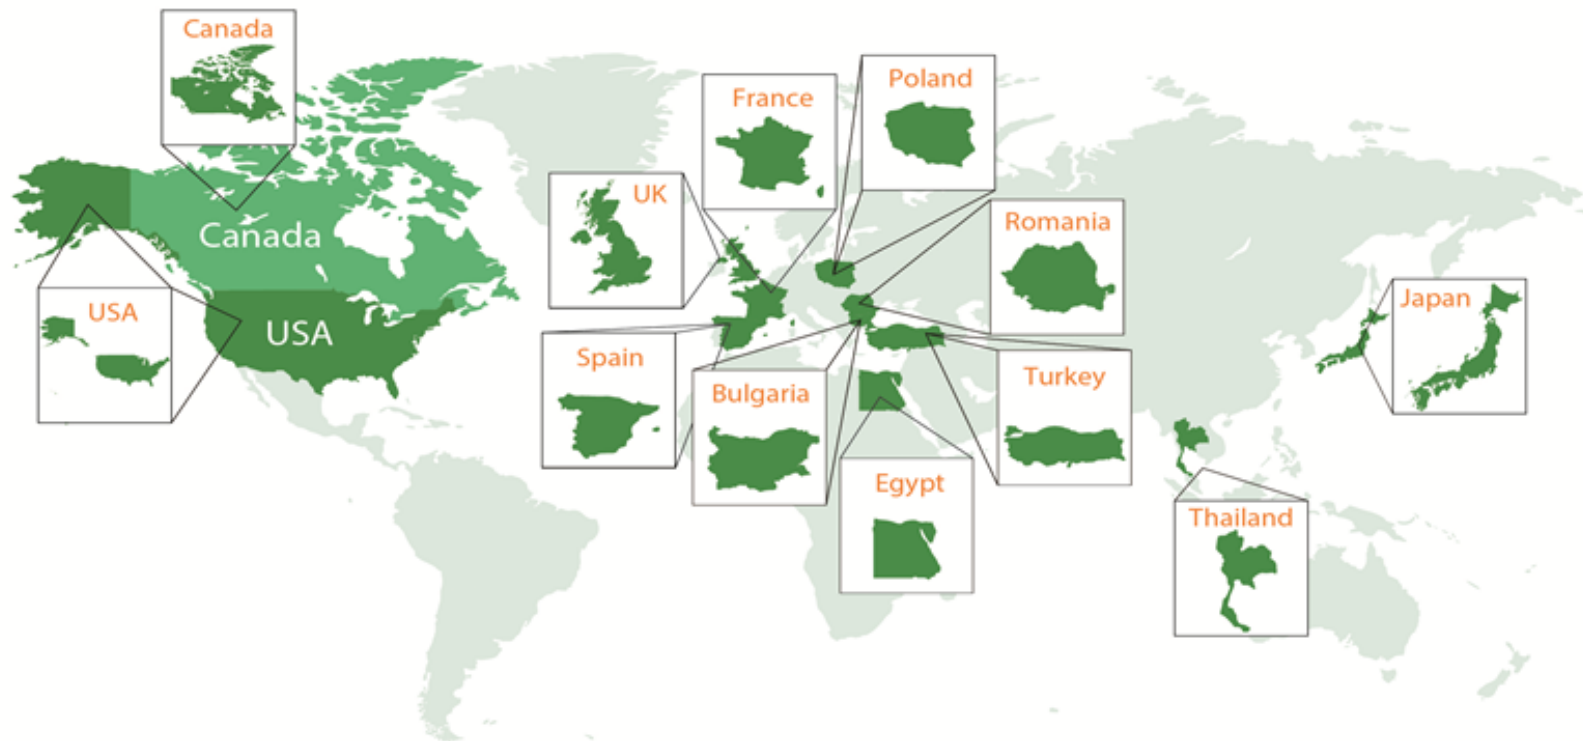 Canada
France
Poland
UK
Romania
Canada
USA
USA
Japan
Spain
Bulgaria
Turkey
Egypt
Thailand